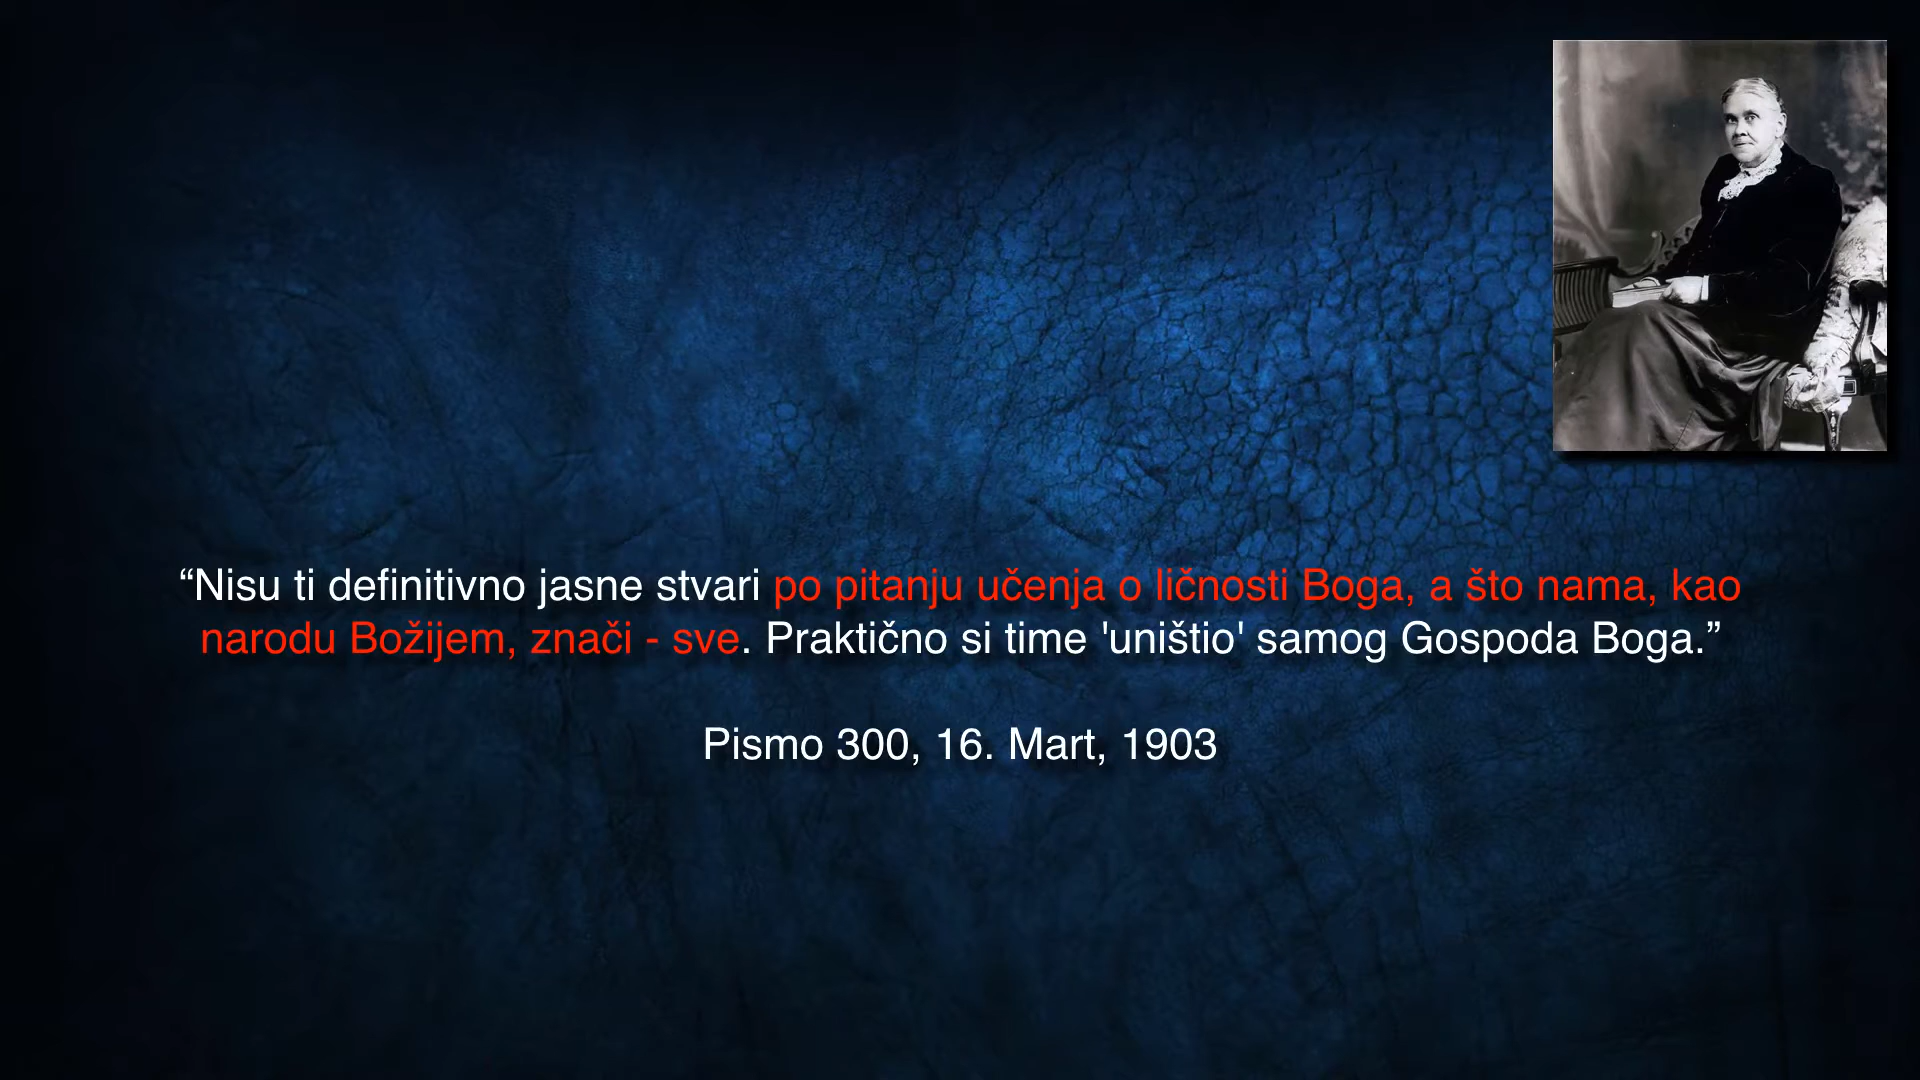 “Nisu ti definitivno jasne stvari po pitanju učenja o ličnosti Boga, a što nama, kao
narodu Božijem, znači - sve. Praktično si time 'uništio' samog Gospoda Boga.”
Pismo 300, 16. Mart, 1903